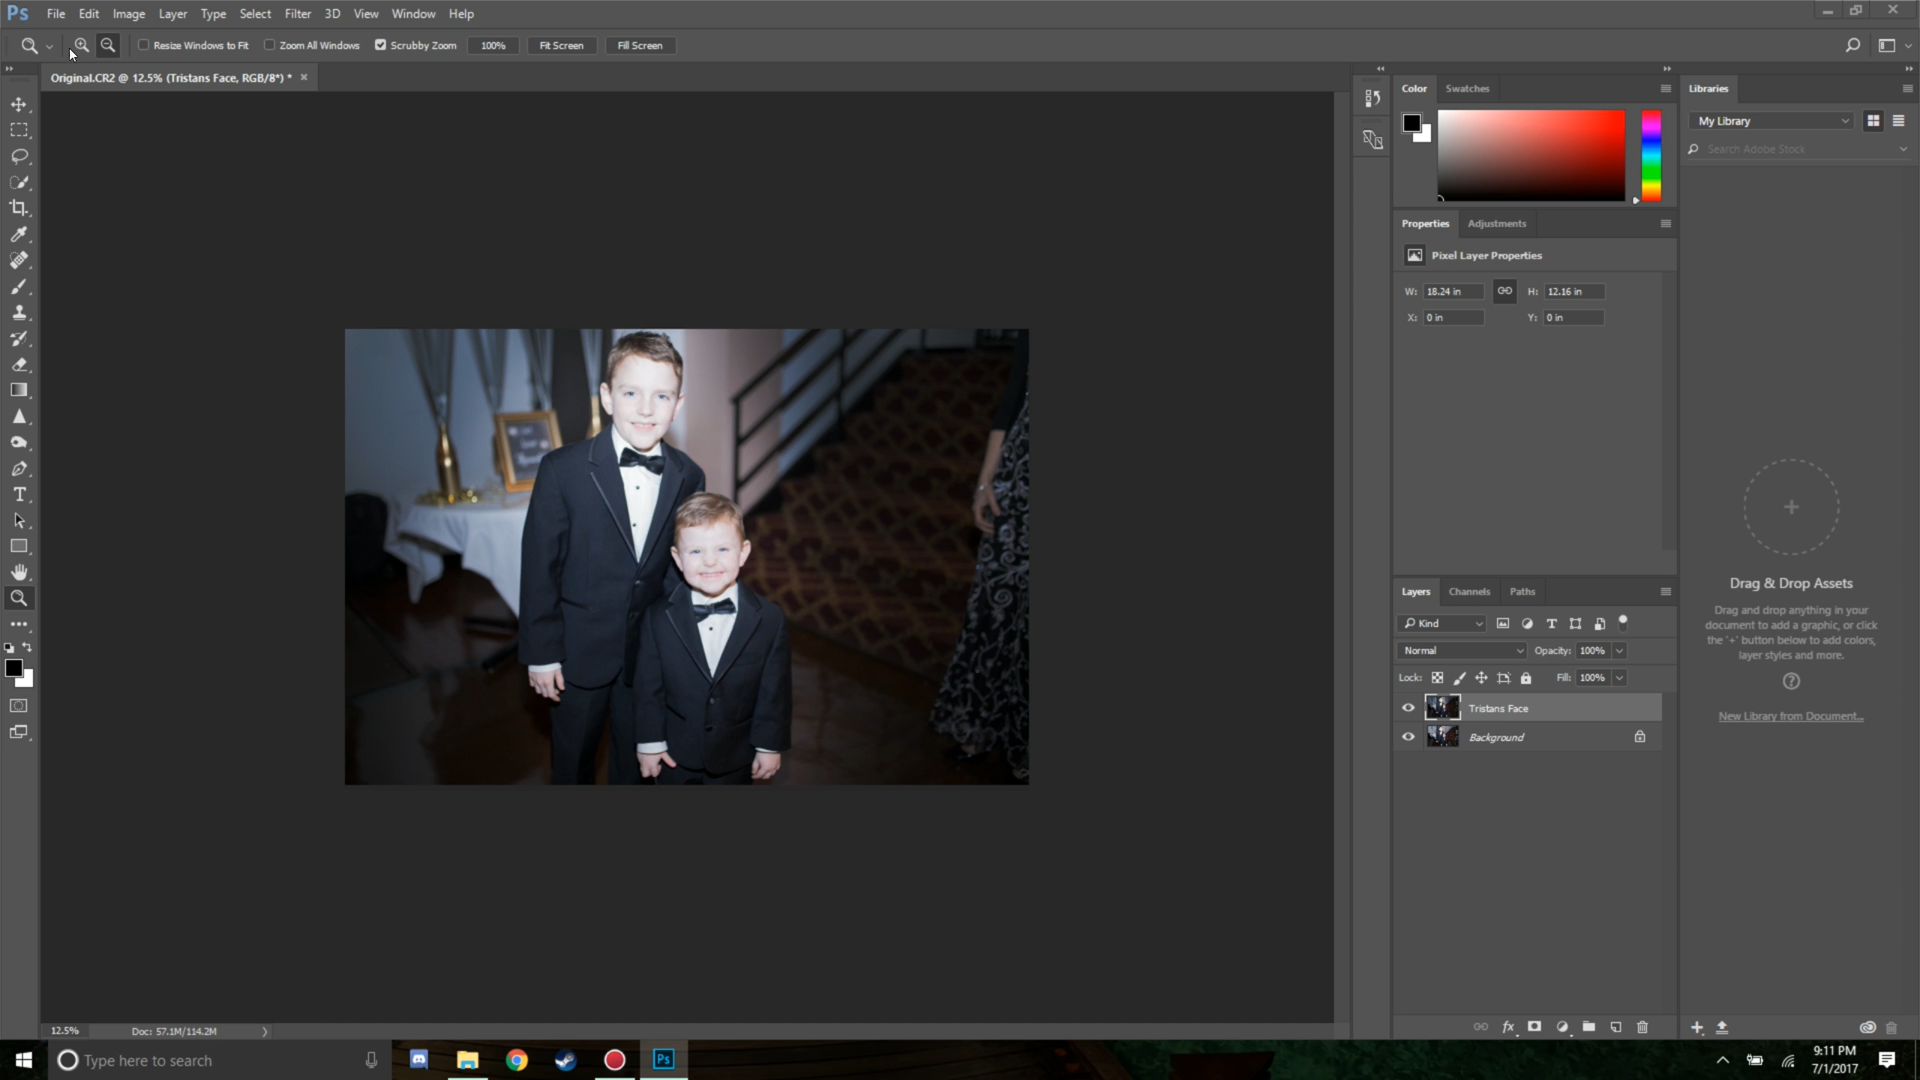 Ps File Edit Image Layer Type Select Filter 3D View Window Help
Resize Windows to Fit Zoom All Windows Scrubby Zoom 100% Fit Screen Fill Screen
Original.CR2 @ 12.5% (Tristans Face, RGB/8*) * ×
Color Swatches
Properties Adjustments
Pixel Layer Properties
W: 18.24 in H: 12.16 in
X: 0 in Y: 0 in
Layers Channels Paths
Kind
Normal Opacity: 100%
Lock: Fill: 100%
Tristans Face
Background
fx
Libraries
My Library
Search Adobe Stock
Drag & Drop Assets
Drag and drop anything in your
document to add a graphic, or click
the '+' button below to add colors,
layer styles and more.
New Library from Document...
12.5% Doc: 57.1M/114.2M
Type here to search
Ps
9:11 PM
7/1/2017